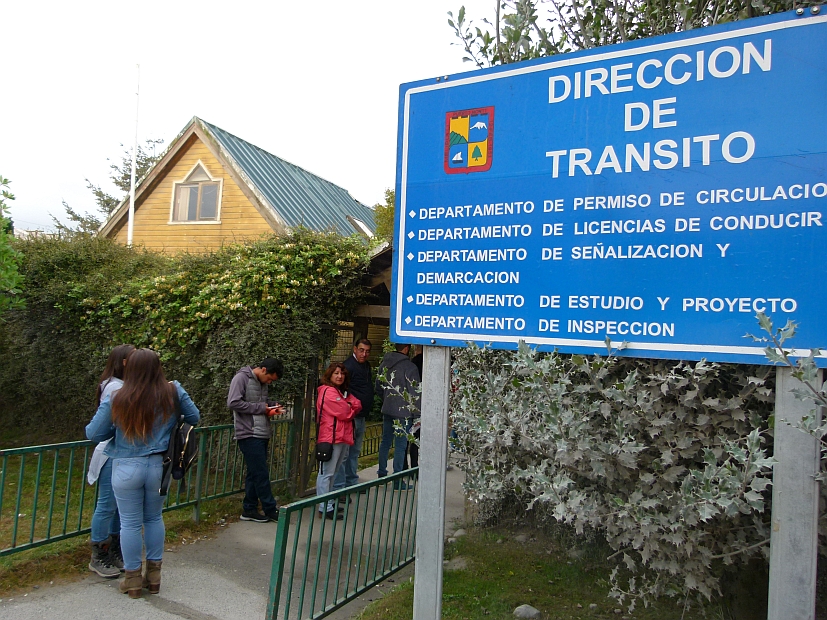 DIRECCION
DE
TRANSITO
DEPARTAMENTO DE PERMISO DE CIRCULACIO
DEPARTAMENTO DE LICENCIAS DE CONDUCIR
DEPARTAMENTO DE SEÑALIZACION Y
DEMARCACION
DEPARTAMENTO DE ESTUDIO Y PROYECTO
DEPARTAMENTO DE INSPECCION